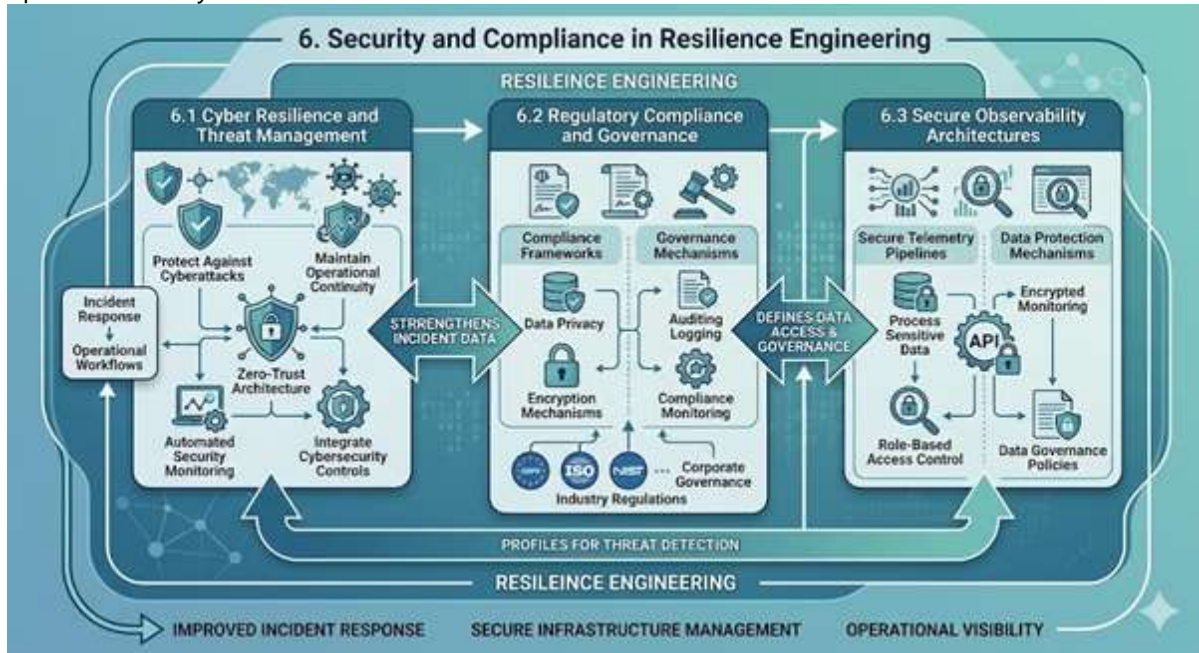 6. Security and Compliance in Resilience Engineering
RESILEINCE ENGINEERING
6.1 Cyber Resilience and
Threat Management
Protect Against
Cyberattacks
Maintain
Operational
Continuity
Incident
Response
Operational
Workflows
Zero-Trust
Architecture
Automated
Security
Monitoring
Integrate
Cybersecurity
Controls
STRRENGTHENS
INCIDENT DATA
6.2 Regulatory Compliance
and Governance
Compliance
Frameworks
Governance
Mechanisms
Data Privacy
Auditing
Logging
Encryption
Mechanisms
Compliance
Monitoring
ISO
NIST
...
Corporate
Governance
Industry Regulations
DEFINES DATA
ACCESS &
GOVERNANCE
6.3 Secure Observability
Architectures
Secure Telemetry
Pipelines
Data Protection
Mechanisms
Process
Sensitive
Data
API
Encrypted
Monitoring
Role-Based
Access Control
Data Governance
Policies
PROFILES FOR THREAT DETECTION
RESILEINCE ENGINEERING
IMPROVED INCIDENT RESPONSE
SECURE INFRASTRUCTURE MANAGEMENT
OPERATIONAL VISIBILITY